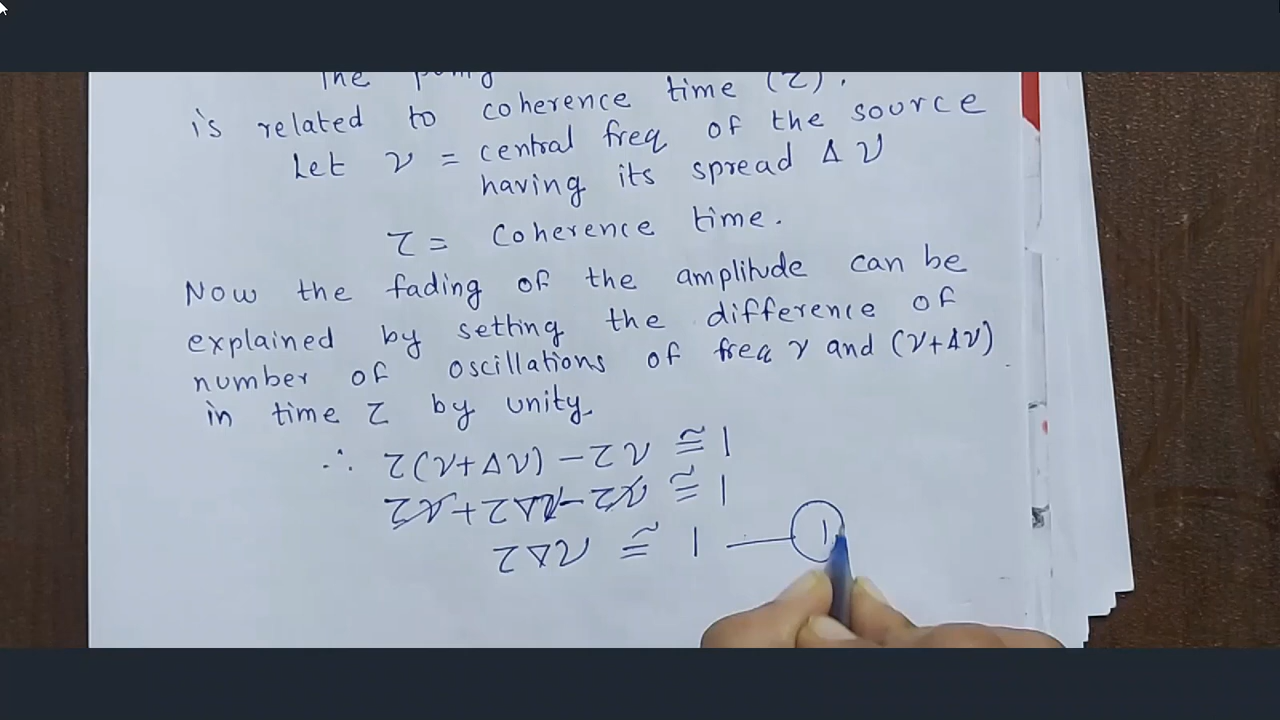 The
is related to coherence time (τ).
Let ν = central freq of the source
having its spread Δν
τ = Coherence time.
Now the fading of the amplitude can be
explained by setting the difference of
number of oscillations of freq ν and (ν+Δν)
in time τ by unity
∴ τ(ν+Δν) - τν ≅ 1
τν+τΔν-τν ≅ 1
τΔν ≅ 1 — ①